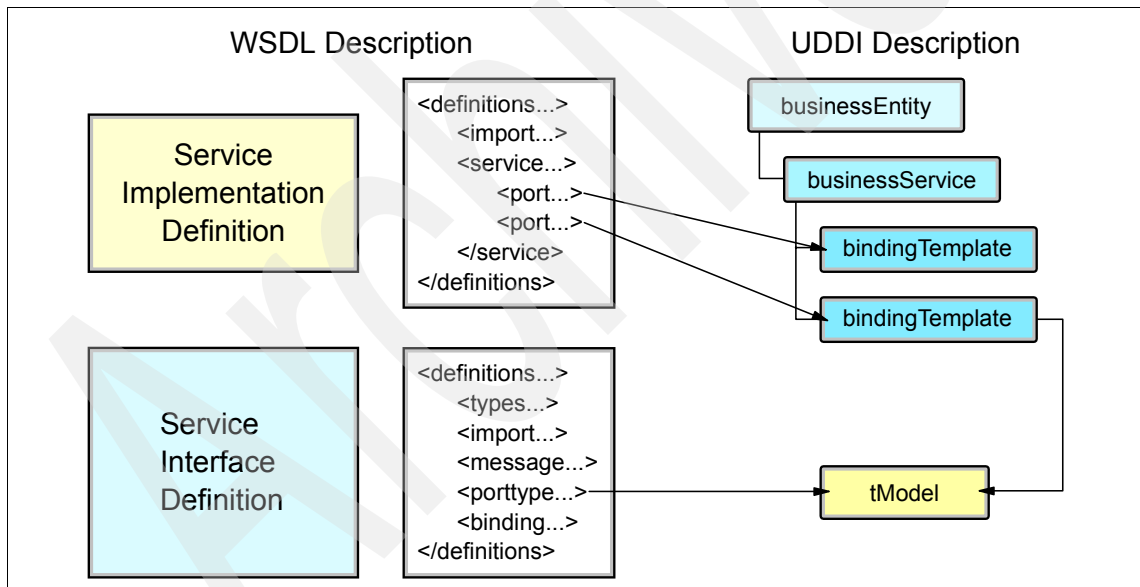 WSDL Description
UDDI Description
Service
Implementation
Definition
<definitions...>
<import...>
<service...>
<port...>
<port...>
</service>
</definitions>
businessEntity
businessService
bindingTemplate
bindingTemplate
Service
Interface
Definition
<definitions...>
<types...>
<import...>
<message...>
<porttype...>
<binding...>
</definitions>
tModel